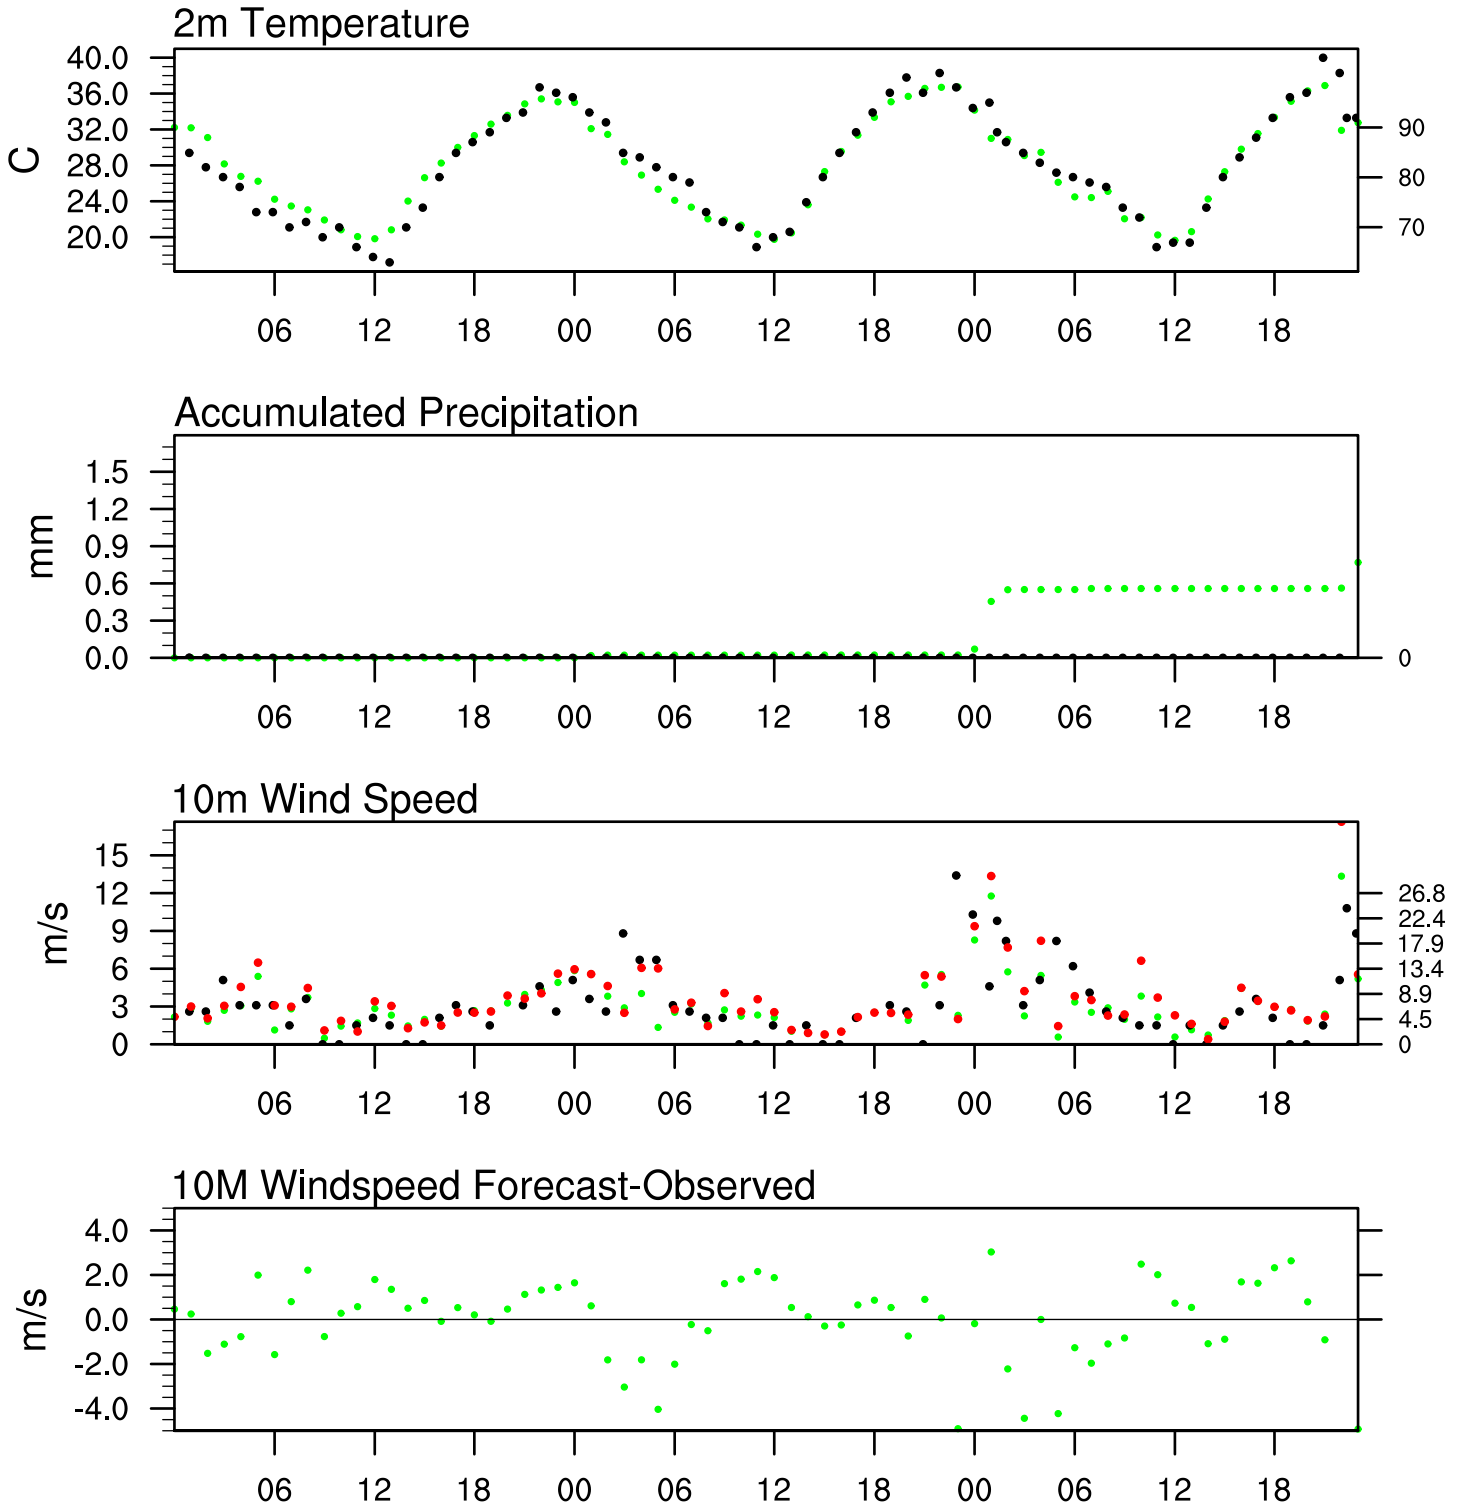 2m Temperature
40.0
36.0
32.0
28.0
24.0
20.0
C
90
80
70
06 12 18 00 06 12 18 00 06 12 18
Accumulated Precipitation
1.5
1.2
0.9
0.6
0.3
0.0
mm
0
06 12 18 00 06 12 18 00 06 12 18
10m Wind Speed
15
12
9
6
3
0
m/s
26.8
22.4
17.9
13.4
8.9
4.5
0
06 12 18 00 06 12 18 00 06 12 18
10M Windspeed Forecast-Observed
4.0
2.0
0.0
-2.0
-4.0
m/s
06 12 18 00 06 12 18 00 06 12 18